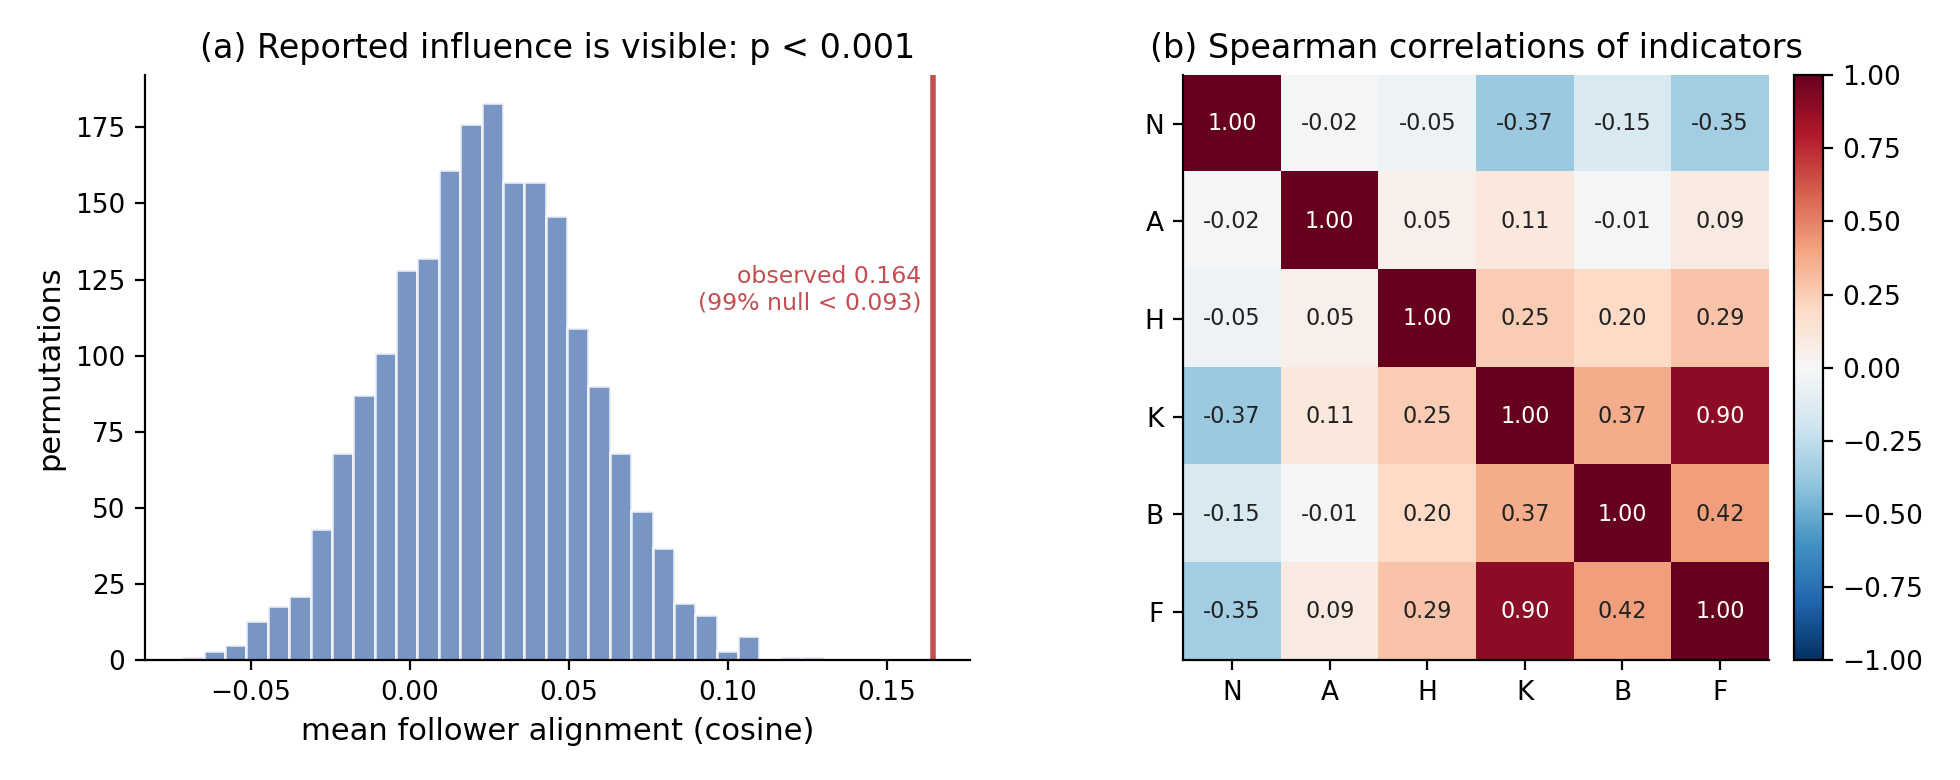 (a) Reported influence is visible: p < 0.001
permutations
175
150
125
100
75
50
25
0
observed 0.164
(99% null < 0.093)
−0.05 0.00 0.05 0.10 0.15
mean follower alignment (cosine)
(b) Spearman correlations of indicators
N 1.00 -0.02 -0.05 -0.37 -0.15 -0.35
A -0.02 1.00 0.05 0.11 -0.01 0.09
H -0.05 0.05 1.00 0.25 0.20 0.29
K -0.37 0.11 0.25 1.00 0.37 0.90
B -0.15 -0.01 0.20 0.37 1.00 0.42
F -0.35 0.09 0.29 0.90 0.42 1.00
N A H K B F
1.00
0.75
0.50
0.25
0.00
−0.25
−0.50
−0.75
−1.00